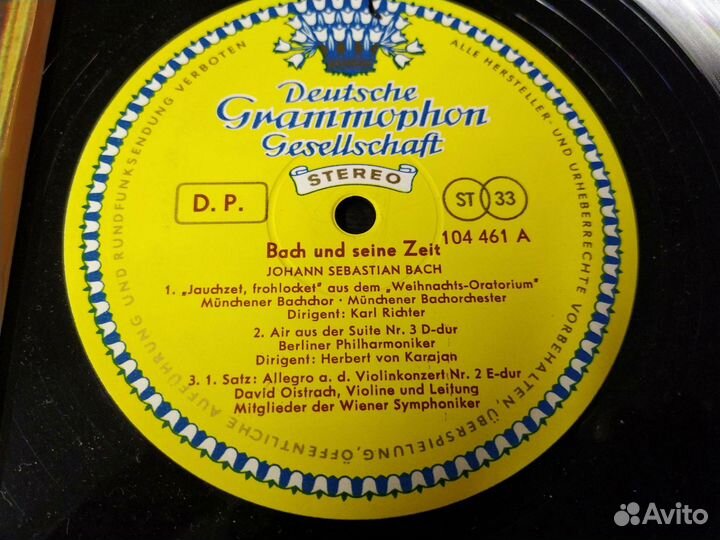 Deutsche
Grammophon
Gesellschaft
STEREO
D. P.
ST 33
Bach und seine Zeit
104 461 A
JOHANN SEBASTIAN BACH
1. „Jauchzet, frohlocket" aus dem „Weihnachts-Oratorium"
Münchener Bachchor · Münchener Bachorchester
Dirigent: Karl Richter
2. Air aus der Suite Nr. 3 D-dur
Berliner Philharmoniker
Dirigent: Herbert von Karajan
3. 1. Satz: Allegro a. d. Violinkonzert Nr. 2 E-dur
David Oistrach, Violine und Leitung
Mitglieder der Wiener Symphoniker
ALLE HERSTELLER- UND URHEBERRECHTE VORBEHALTEN, ÜBERSPIELUNG, ÖFFENTLICHE AUFFÜHRUNG UND RUNDFUNKSENDUNG VERBOTEN
Avito